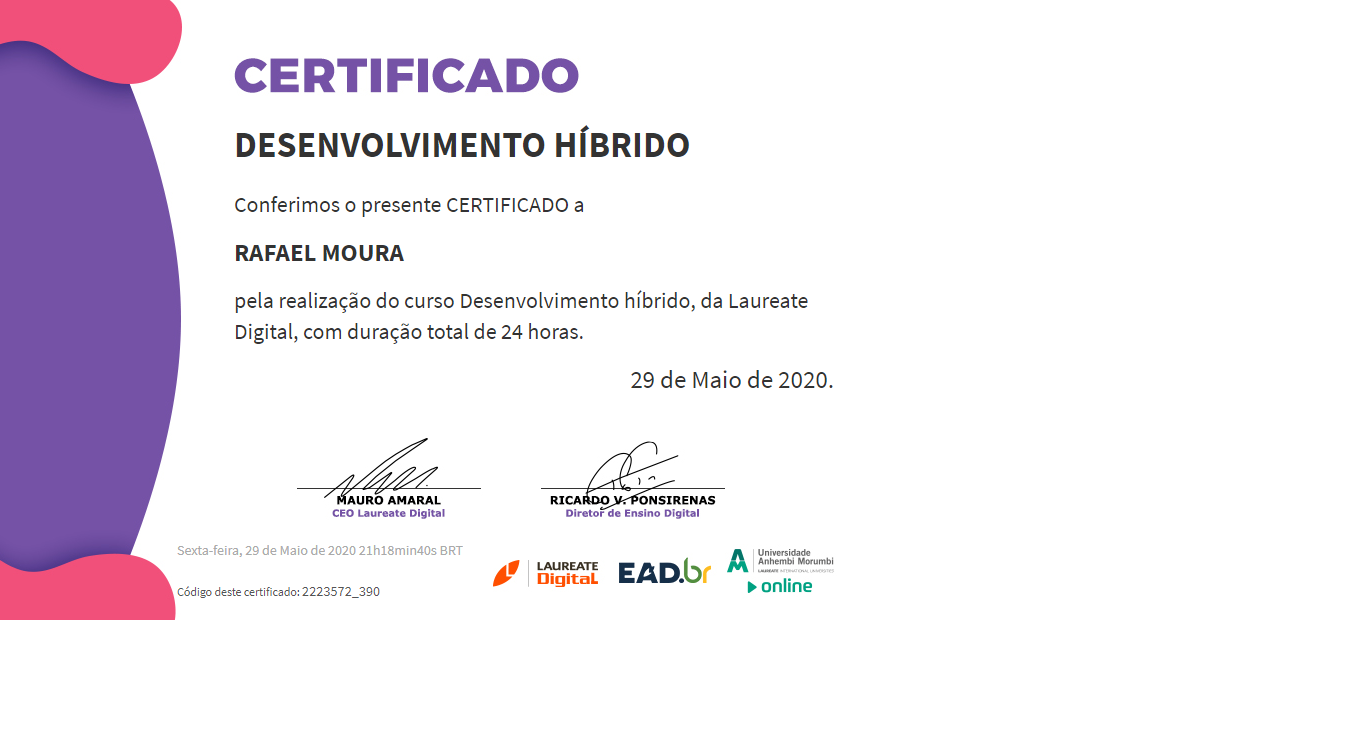 CERTIFICADO
DESENVOLVIMENTO HÍBRIDO
Conferimos o presente CERTIFICADO a
RAFAEL MOURA
pela realização do curso Desenvolvimento híbrido, da Laureate
Digital, com duração total de 24 horas.
29 de Maio de 2020.
MAURO AMARAL
CEO Laureate Digital
RICARDO V. PONSIRENAS
Diretor de Ensino Digital
Sexta-feira, 29 de Maio de 2020 21h18min40s BRT
Código deste certificado: 2223572_390
LAUREATE
Digital
EAD.br
Universidade
Anhembi Morumbi
LAUREATE INTERNATIONAL UNIVERSITIES
online